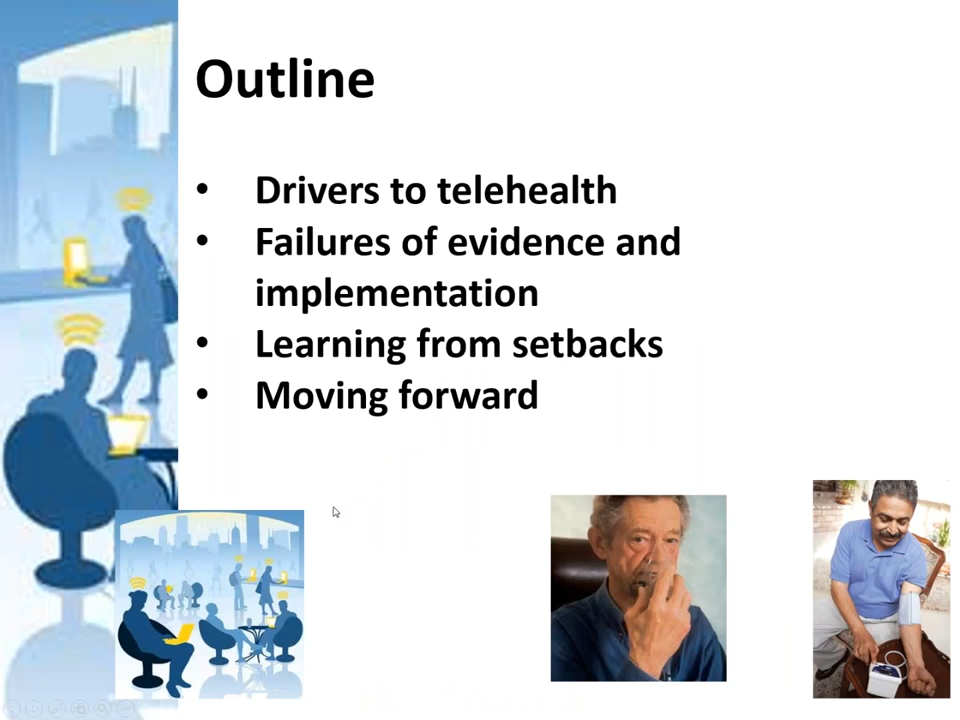 Outline
• Drivers to telehealth
• Failures of evidence and
implementation
• Learning from setbacks
• Moving forward